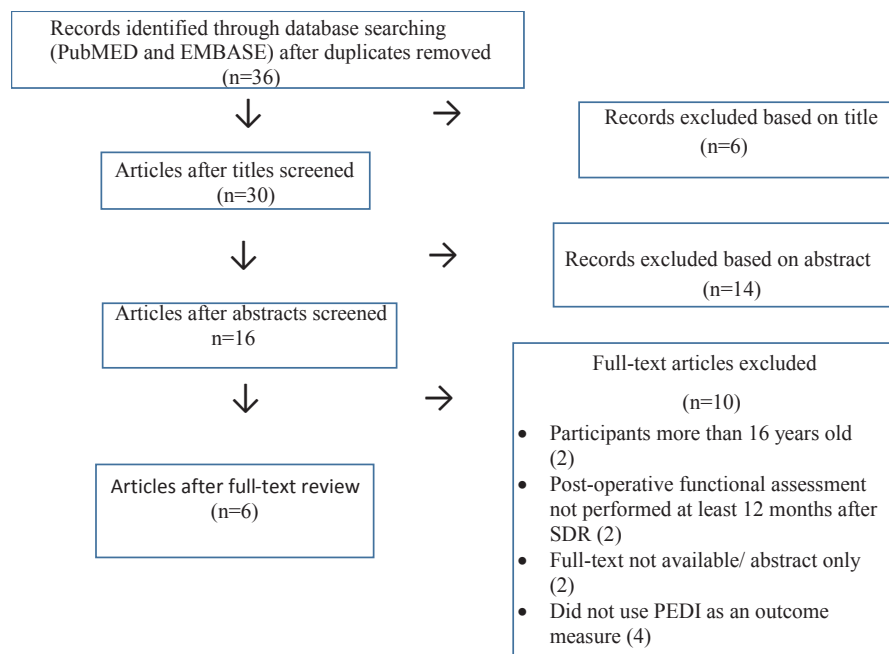 Records identified through database searching
(PubMED and EMBASE) after duplicates removed
(n=36)
Records excluded based on title
(n=6)
Articles after titles screened
(n=30)
Records excluded based on abstract
(n=14)
Articles after abstracts screened
n=16
Full-text articles excluded
(n=10)
• Participants more than 16 years old
(2)
• Post-operative functional assessment
not performed at least 12 months after
SDR (2)
• Full-text not available/ abstract only
(2)
• Did not use PEDI as an outcome
measure (4)
Articles after full-text review
(n=6)